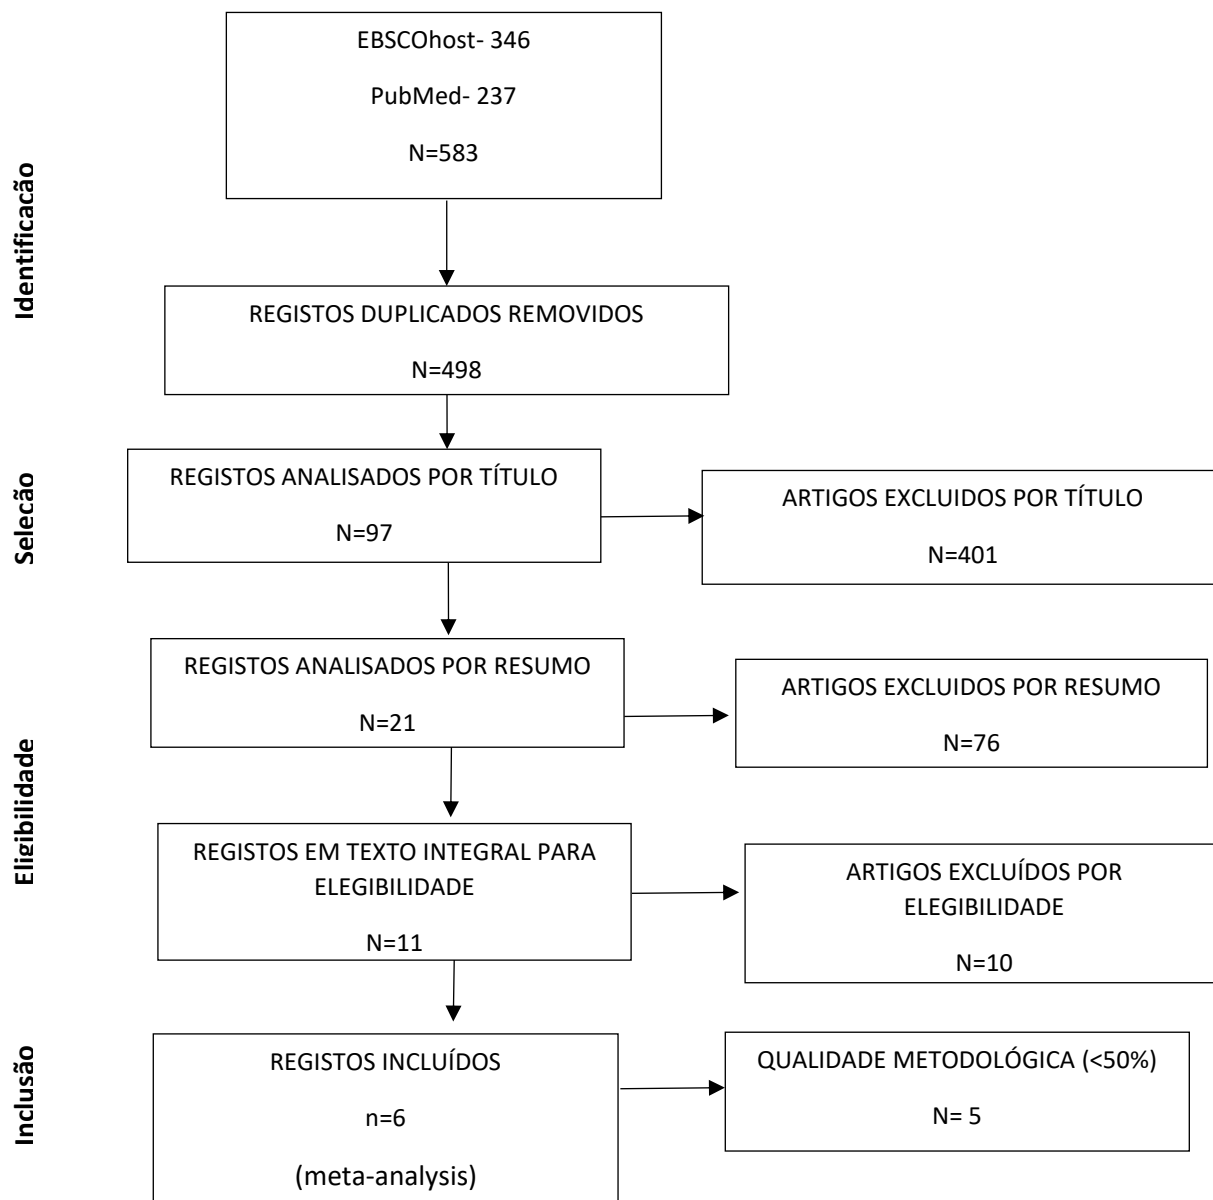 EBSCOhost- 346
PubMed- 237
N=583
Identificação
REGISTOS DUPLICADOS REMOVIDOS
N=498
Seleção
REGISTOS ANALISADOS POR TÍTULO
N=97
ARTIGOS EXCLUIDOS POR TÍTULO
N=401
REGISTOS ANALISADOS POR RESUMO
N=21
ARTIGOS EXCLUIDOS POR RESUMO
N=76
Eligibilidade
REGISTOS EM TEXTO INTEGRAL PARA
ELEGIBILIDADE
N=11
ARTIGOS EXCLUÍDOS POR
ELEGIBILIDADE
N=10
Inclusão
REGISTOS INCLUÍDOS
n=6
(meta-analysis)
QUALIDADE METODOLÓGICA (<50%)
N= 5